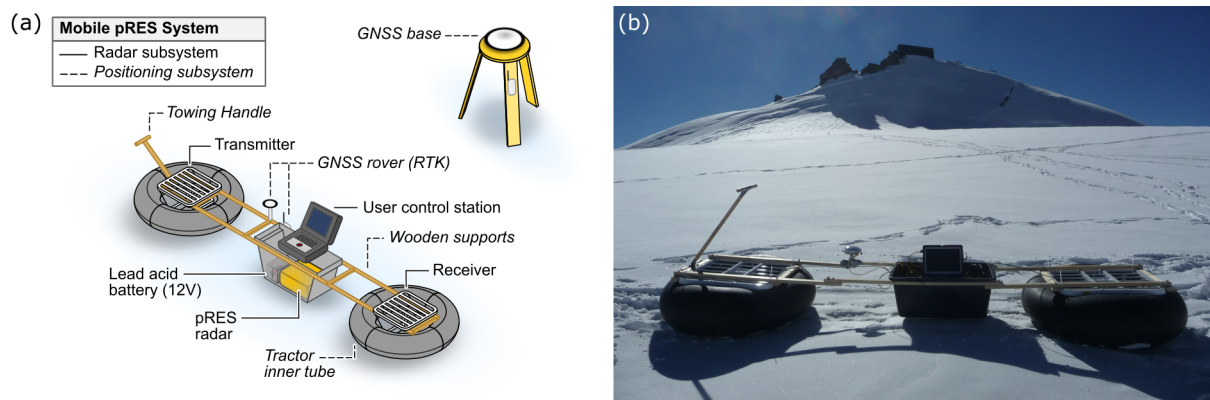 (a)
Mobile pRES System
Radar subsystem
Positioning subsystem
GNSS base
Towing Handle
Transmitter
GNSS rover (RTK)
User control station
Wooden supports
Lead acid
battery (12V)
Receiver
pRES
radar
Tractor
inner tube
(b)